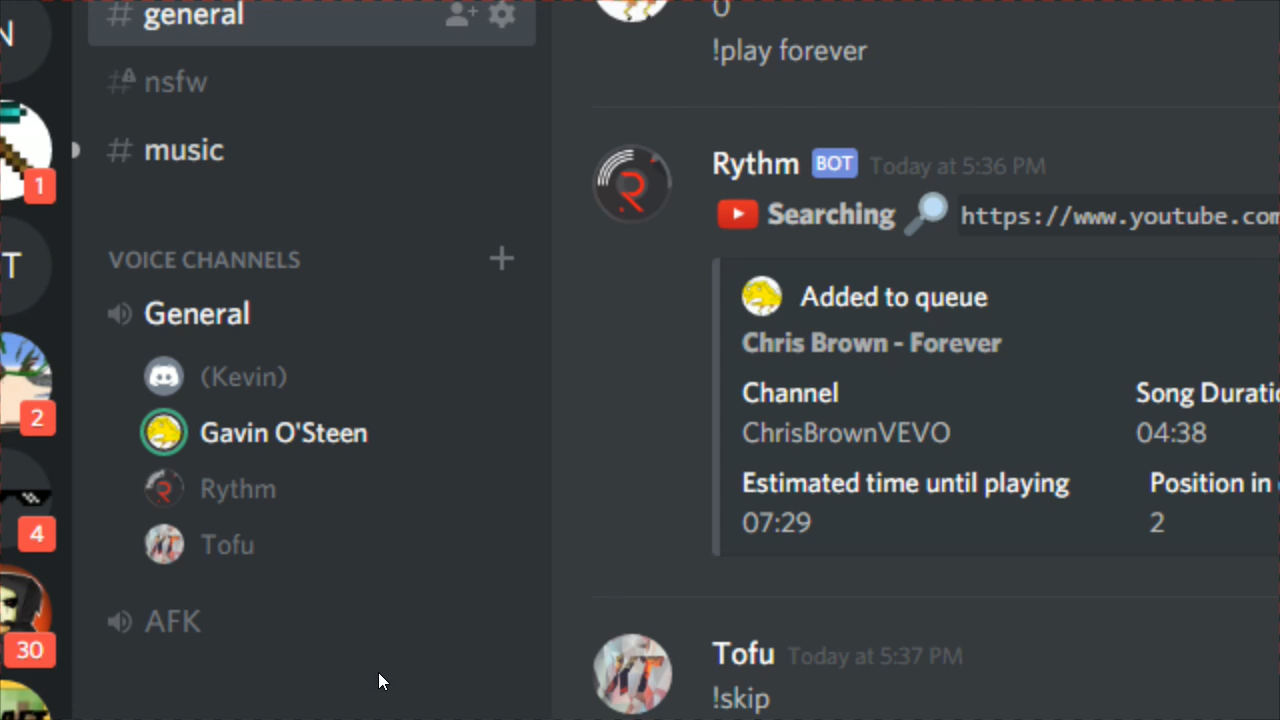 N
# general
nsfw
1
# music
T
VOICE CHANNELS
General
(Kevin)
2
Gavin O'Steen
Rythm
4
Tofu
AFK
30
0
!play forever
Rythm BOT Today at 5:36 PM
Searching https://www.youtube.com
Added to queue
Chris Brown - Forever
Channel
Song Duratio
ChrisBrownVEVO
04:38
Estimated time until playing
Position in
07:29
2
Tofu Today at 5:37 PM
!skip